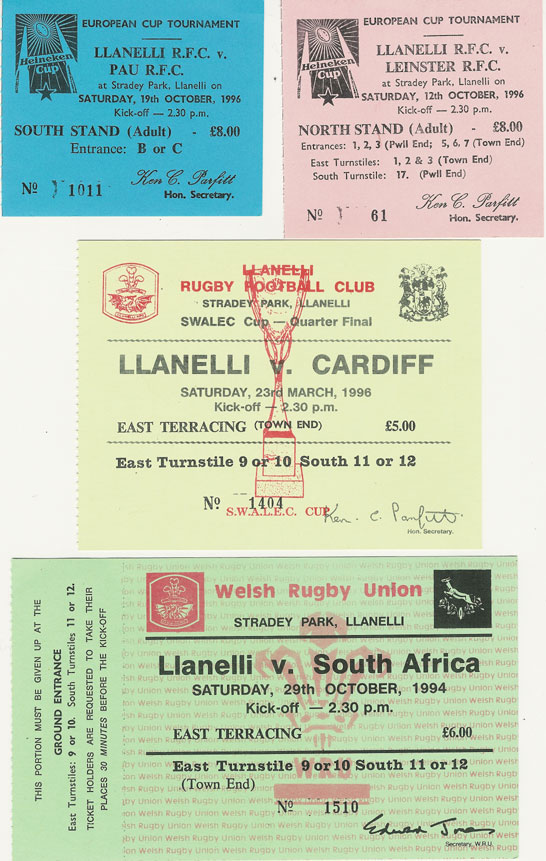 EUROPEAN CUP TOURNAMENT
Heineken
Cup
LLANELLI R.F.C. v.
PAU R.F.C.
at Stradey Park, Llanelli on
SATURDAY, 19th OCTOBER, 1996
Kick-off — 2.30 p.m.
SOUTH STAND (Adult) - £8.00
Entrance: B or C
Nº 1011
Ken C. Parfitt
Hon. Secretary.
EUROPEAN CUP TOURNAMENT
Heineken
Cup
LLANELLI R.F.C. v.
LEINSTER R.F.C.
at Stradey Park, Llanelli on
SATURDAY, 12th OCTOBER, 1996
Kick-off — 2.30 p.m.
NORTH STAND (Adult) - £8.00
Entrances: 1, 2, 3 (Pwll End; 5, 6, 7 (Town End)
East Turnstiles: 1, 2 & 3 (Town End)
South Turnstile: 17. (Pwll End)
Nº 61
Ken C. Parfitt
Hon. Secretary.
LLANELLI
RUGBY FOOTBALL CLUB
STRADEY PARK, LLANELLI
SWALEC Cup — Quarter Final
LLANELLI v. CARDIFF
SATURDAY, 23rd MARCH, 1996
Kick-off — 2.30 p.m.
EAST TERRACING (TOWN END) £5.00
East Turnstile 9 or 10 South 11 or 12
Nº 1404
S.W.A.L.E.C. CUP
Ken. C. Parfitt.
Hon. Secretary.
THIS PORTION MUST BE GIVEN UP AT THE
GROUND ENTRANCE
East Turnstiles: 9 or 10. South Turnstiles 11 or 12.
TICKET HOLDERS ARE REQUESTED TO TAKE THEIR
PLACES 30 MINUTES BEFORE THE KICK-OFF
Welsh Rugby Union
STRADEY PARK, LLANELLI
Llanelli v. South Africa
SATURDAY, 29th OCTOBER, 1994
Kick-off — 2.30 p.m.
EAST TERRACING £6.00
East Turnstile 9 or 10 South 11 or 12
(Town End)
WRU
Nº 1510
Secretary, W.R.U.